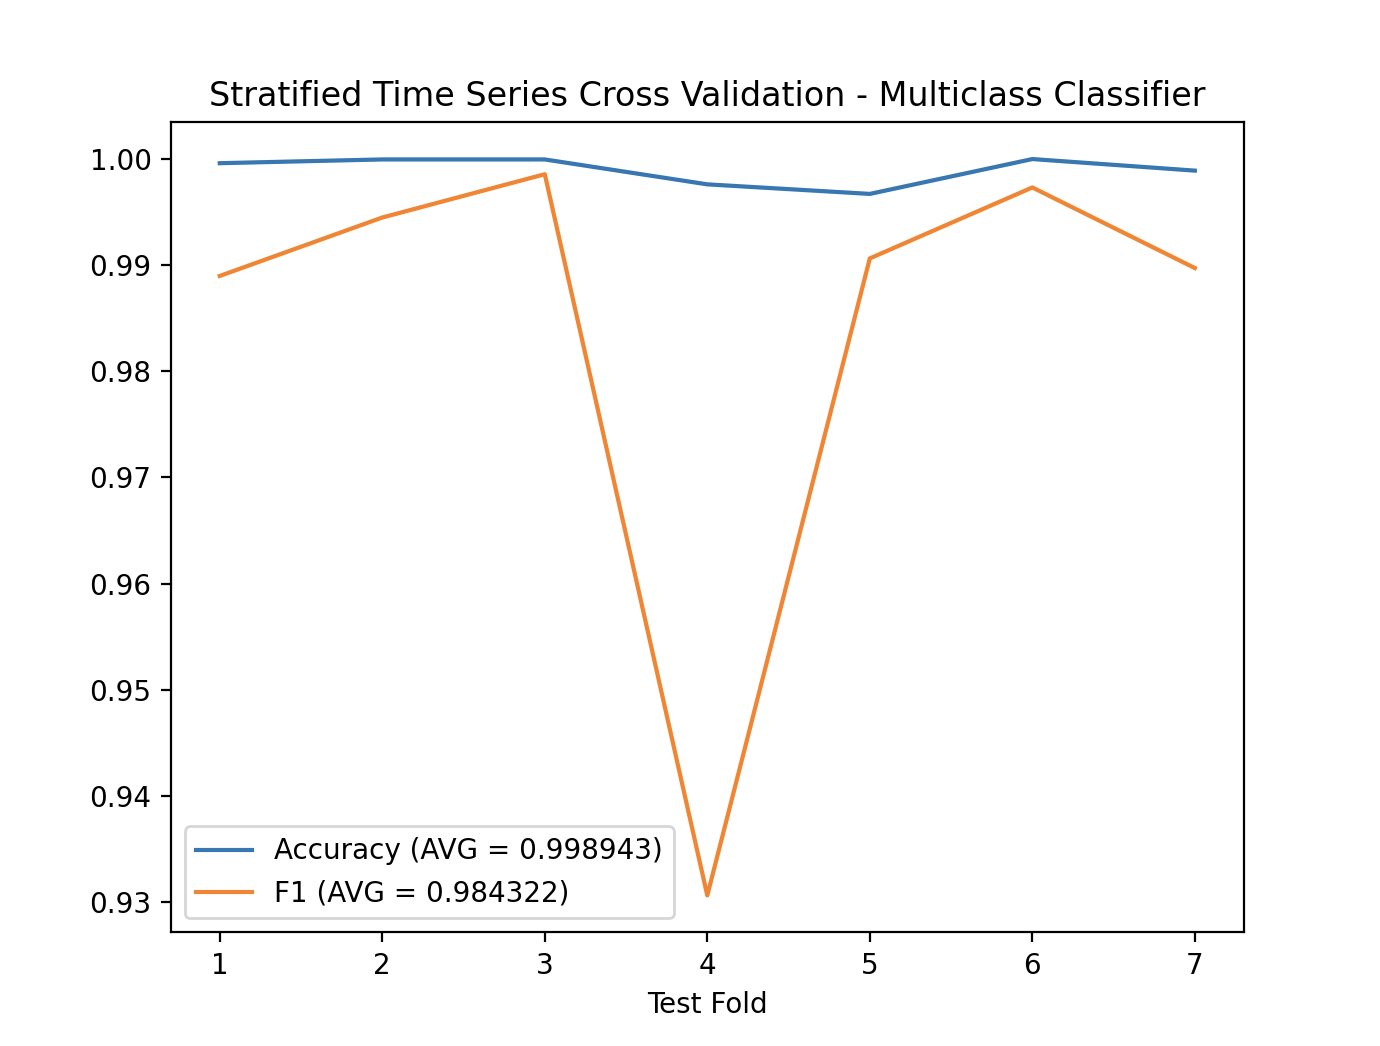 Stratified Time Series Cross Validation - Multiclass Classifier
1.00
0.99
0.98
0.97
0.96
0.95
0.94
0.93
Accuracy (AVG = 0.998943)
F1 (AVG = 0.984322)
1 2 3 4 5 6 7
Test Fold